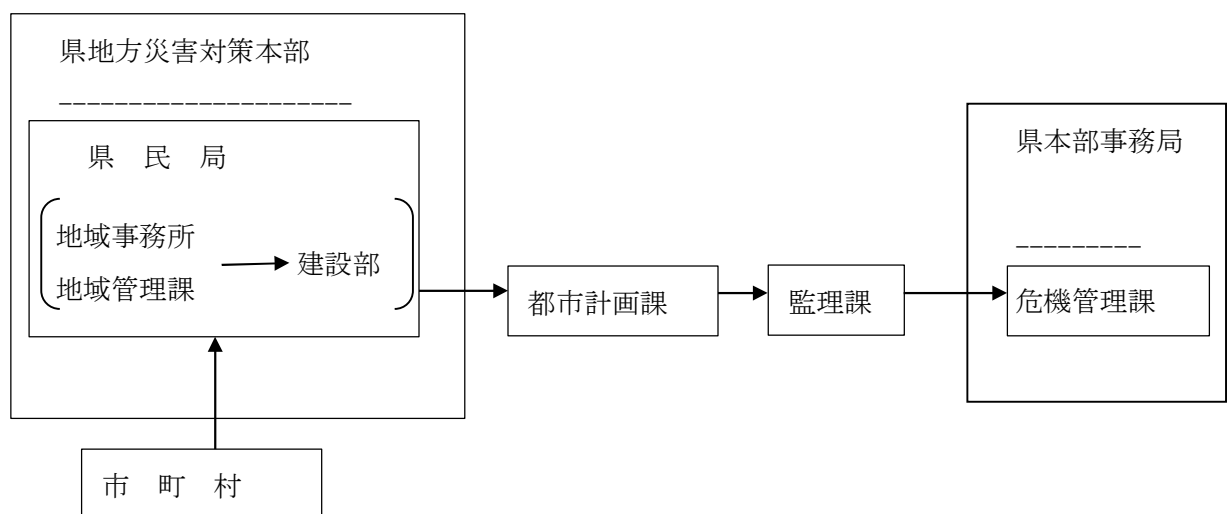 県地方災害対策本部
県　民　局
地域事務所
地域管理課
建設部
都市計画課
監理課
県本部事務局
危機管理課
市　町　村